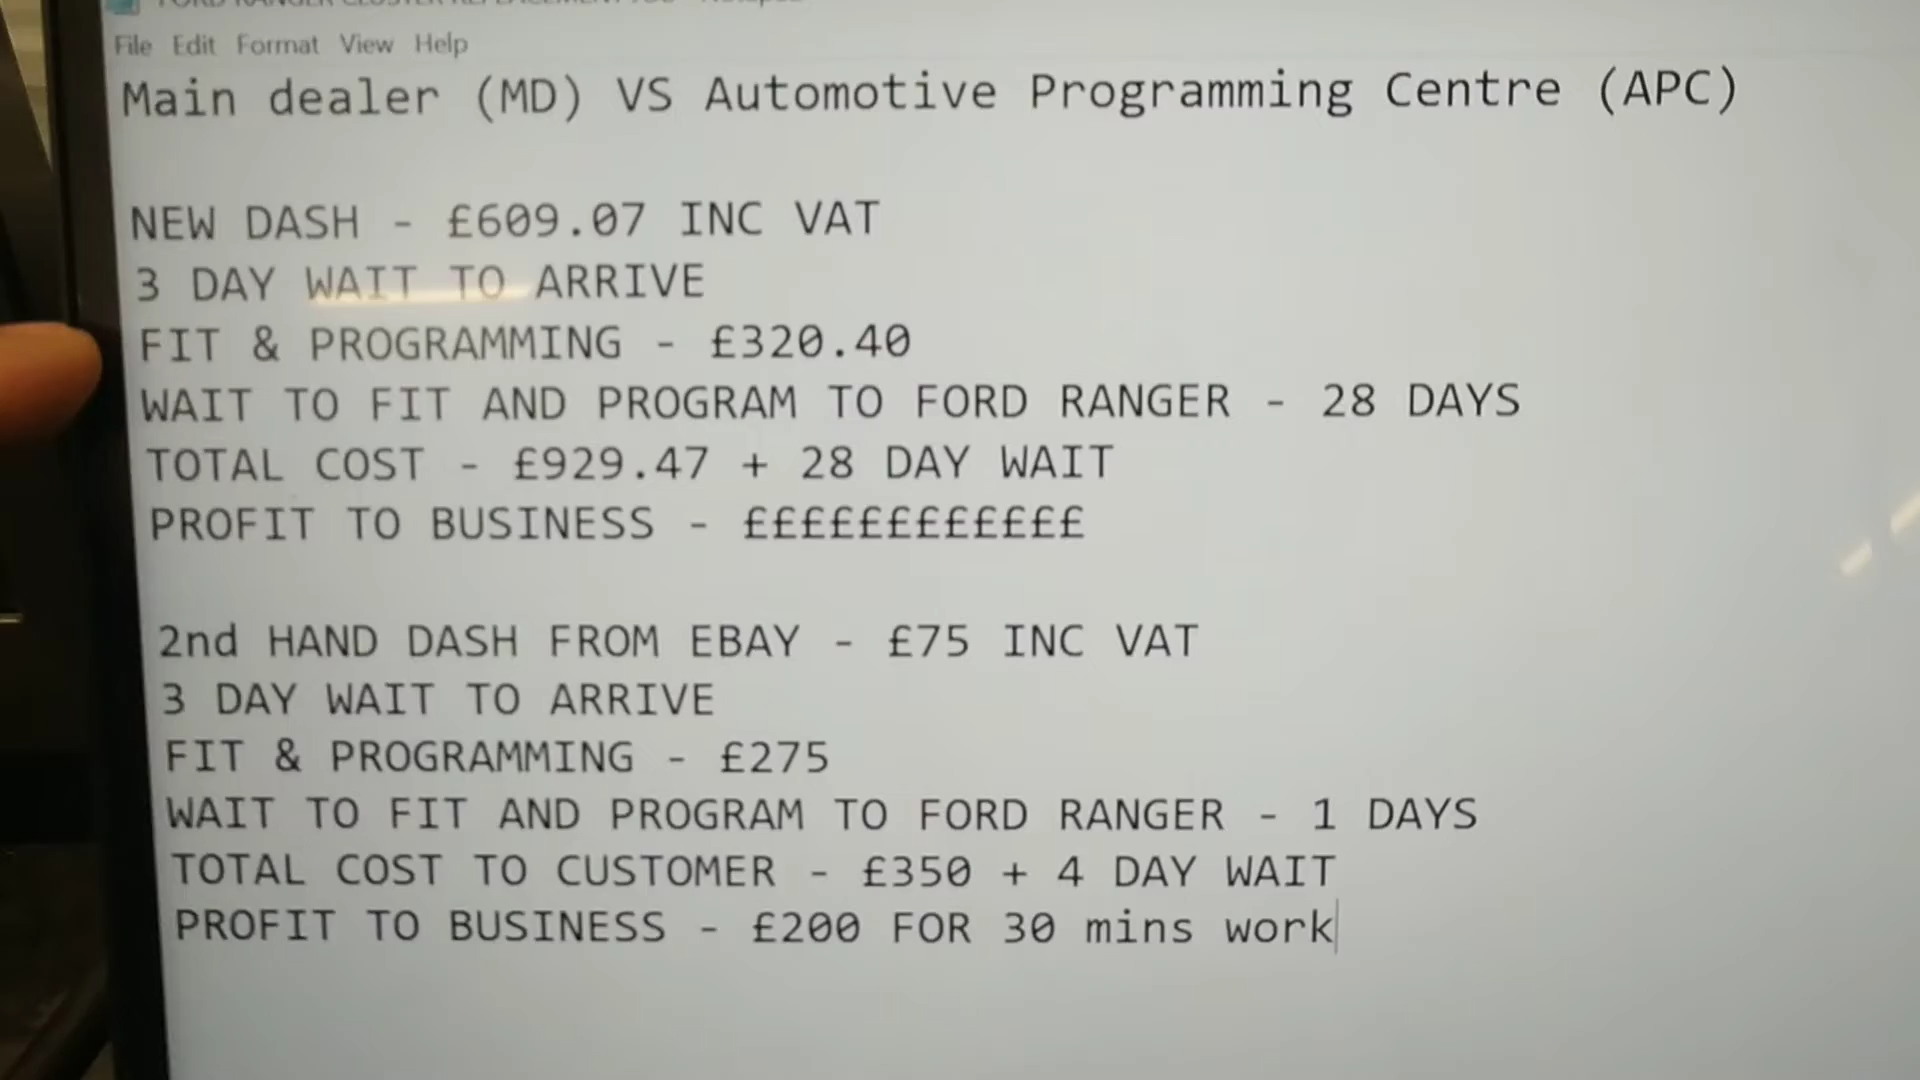 File Edit Format View Help
Main dealer (MD) VS Automotive Programming Centre (APC)
NEW DASH - £609.07 INC VAT
3 DAY WAIT TO ARRIVE
FIT & PROGRAMMING - £320.40
WAIT TO FIT AND PROGRAM TO FORD RANGER - 28 DAYS
TOTAL COST - £929.47 + 28 DAY WAIT
PROFIT TO BUSINESS - ££££££££££££
2nd HAND DASH FROM EBAY - £75 INC VAT
3 DAY WAIT TO ARRIVE
FIT & PROGRAMMING - £275
WAIT TO FIT AND PROGRAM TO FORD RANGER - 1 DAYS
TOTAL COST TO CUSTOMER - £350 + 4 DAY WAIT
PROFIT TO BUSINESS - £200 FOR 30 mins work